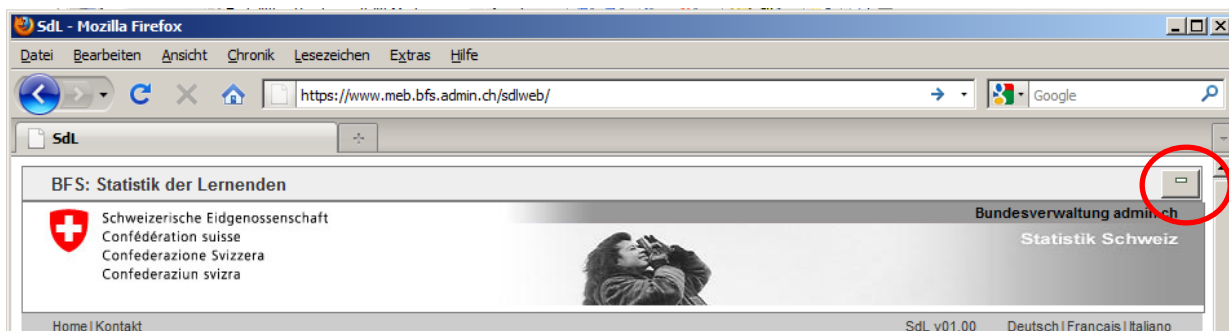 SdL - Mozilla Firefox
Datei Bearbeiten Ansicht Chronik Lesezeichen Extras Hilfe
https://www.meb.bfs.admin.ch/sdlweb/ Google
SdL
BFS: Statistik der Lernenden
Schweizerische Eidgenossenschaft
Confédération suisse
Confederazione Svizzera
Confederaziun svizra
Bundesverwaltung admin.ch
Statistik Schweiz
Home | Kontakt SdL v01.00 Deutsch | Français | Italiano